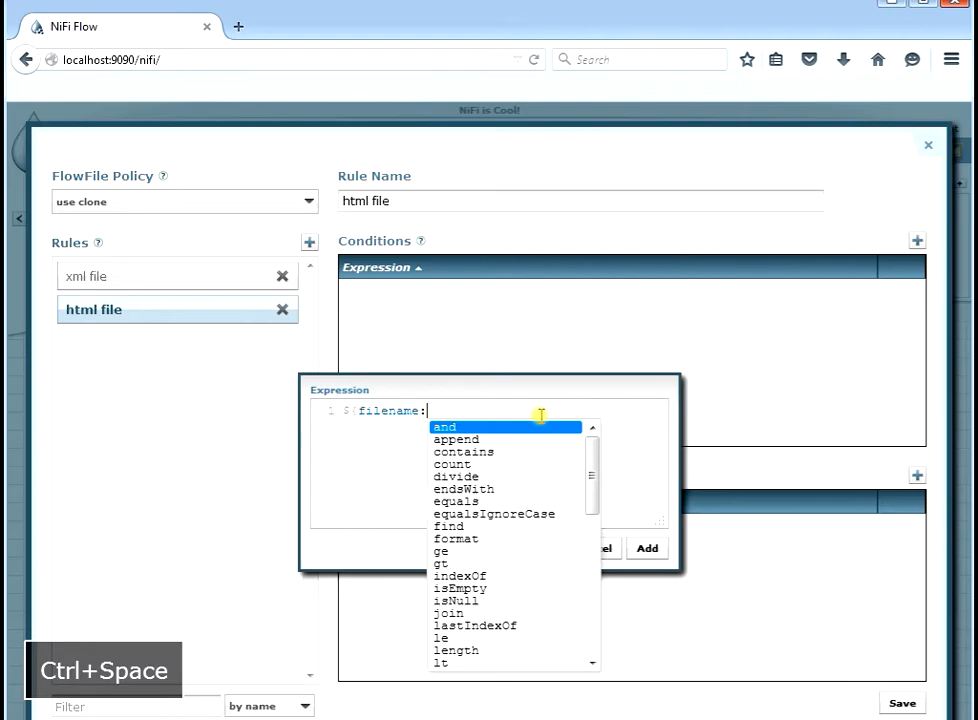 NiFi Flow
localhost:9090/nifi/
Search
NiFi is Cool!
FlowFile Policy
use clone
Rule Name
html file
Rules
Conditions
xml file
html file
Expression
Expression
1 ${filename:
and
append
contains
count
divide
endsWith
equals
equalsIgnoreCase
find
format
ge
gt
indexOf
isEmpty
isNull
join
lastIndexOf
le
length
lt
Add
Ctrl+Space
Filter
by name
Save